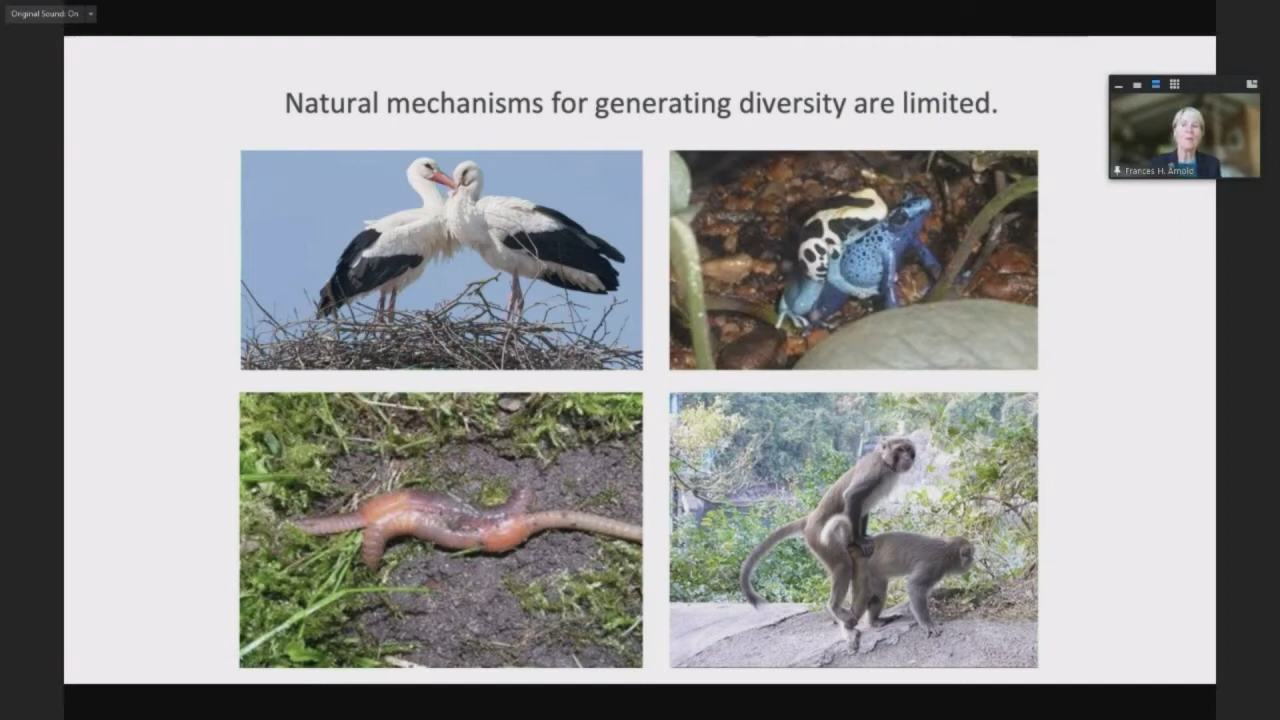 Original Sound: On
Natural mechanisms for generating diversity are limited.
Frances H. Arnold